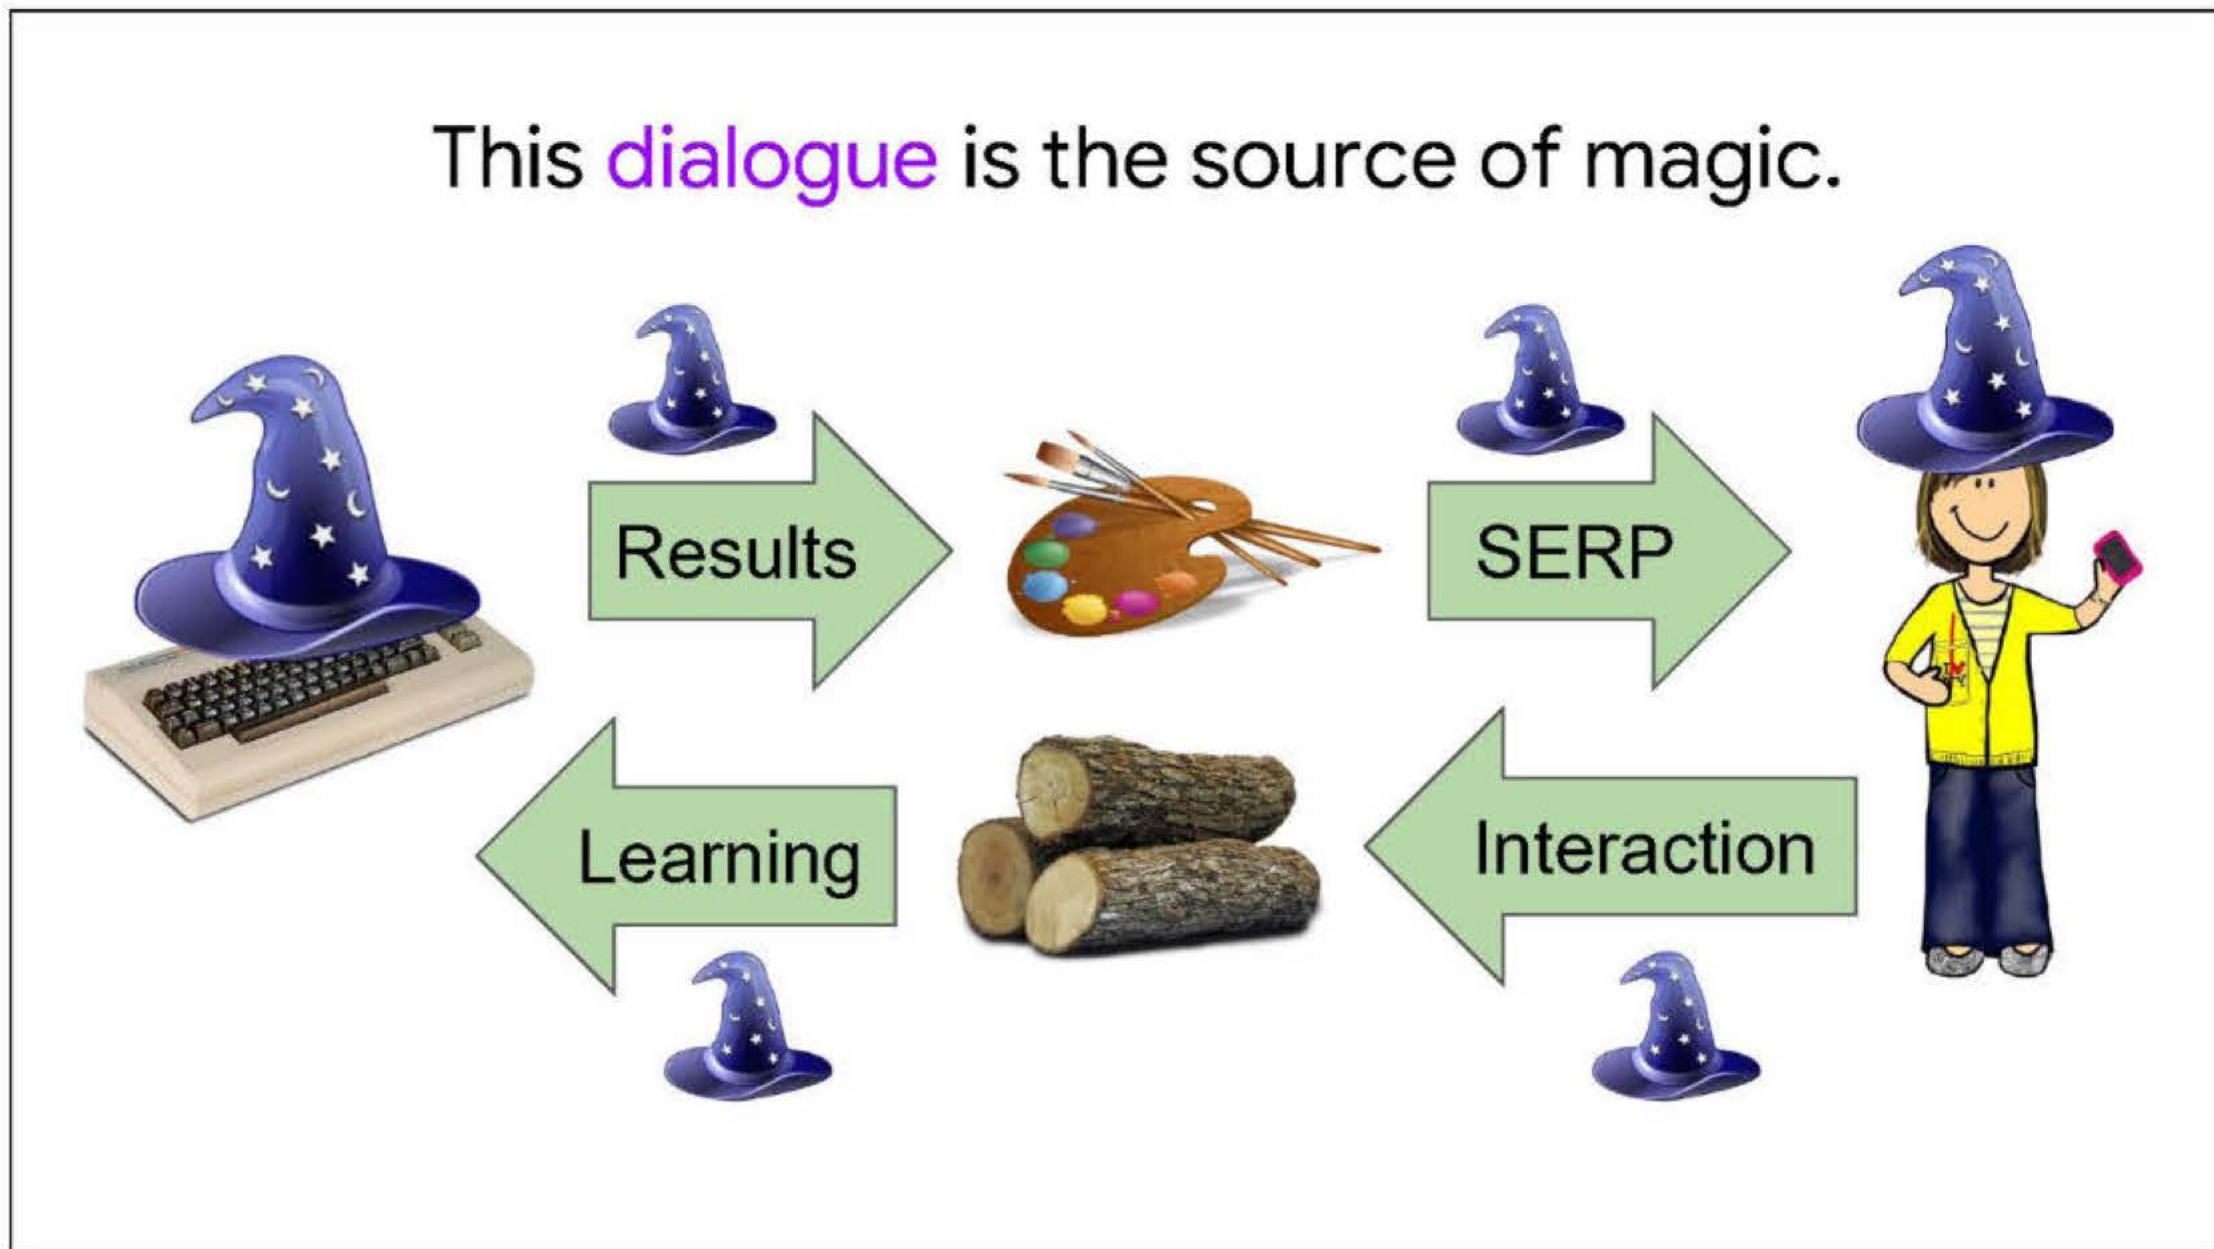 This dialogue is the source of magic.
Results
SERP
Learning
Interaction